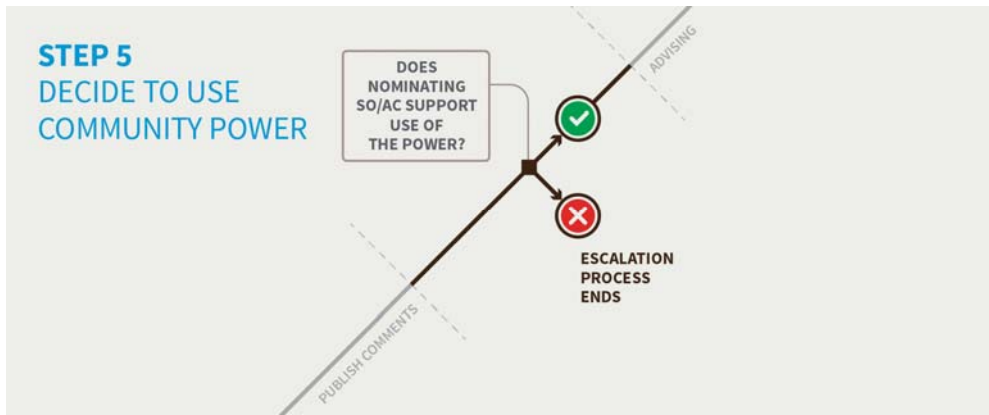 STEP 5
DECIDE TO USE
COMMUNITY POWER
DOES
NOMINATING
SO/AC SUPPORT
USE OF
THE POWER?
ADVISING
ESCALATION
PROCESS
ENDS
PUBLISH COMMENTS